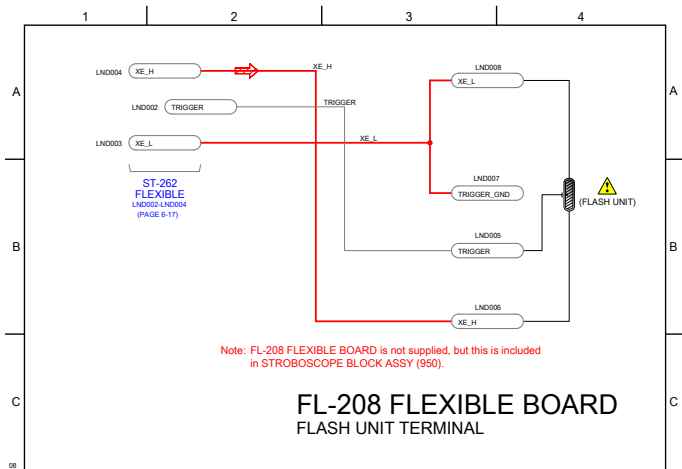 1 2 3 4
A A
B B
C C
LND004 XE_H
XE_H
LND002 TRIGGER
TRIGGER
LND003 XE_L
XE_L
ST-262
FLEXIBLE
LND002-LND004
(PAGE 6-17)
LND008
XE_L
LND007
TRIGGER_GND
LND005
TRIGGER
LND006
XE_H
(FLASH UNIT)
Note: FL-208 FLEXIBLE BOARD is not supplied, but this is included
in STROBOSCOPE BLOCK ASSY (950).
FL-208 FLEXIBLE BOARD
FLASH UNIT TERMINAL
08